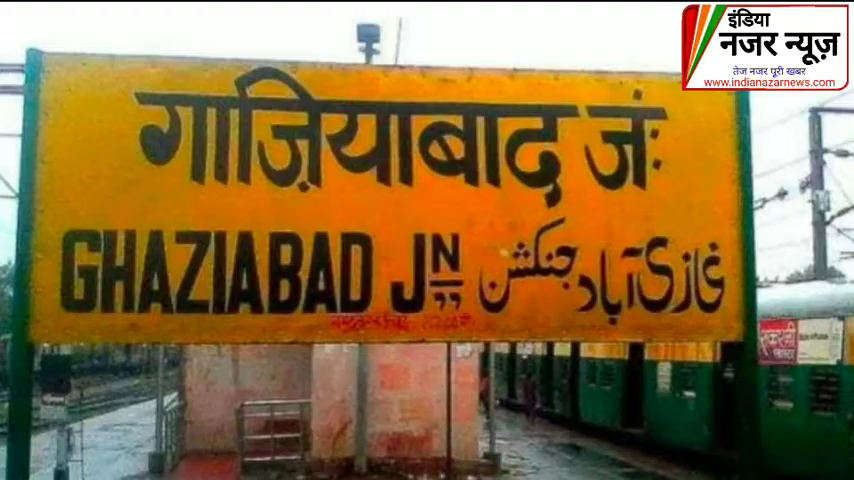 इंडिया
नजर न्यूज़
तेज नजर पूरी खबर
www.indianazarnews.com
गाज़ियाबाद जं:
GHAZIABAD JN غازی آباد جنکشن